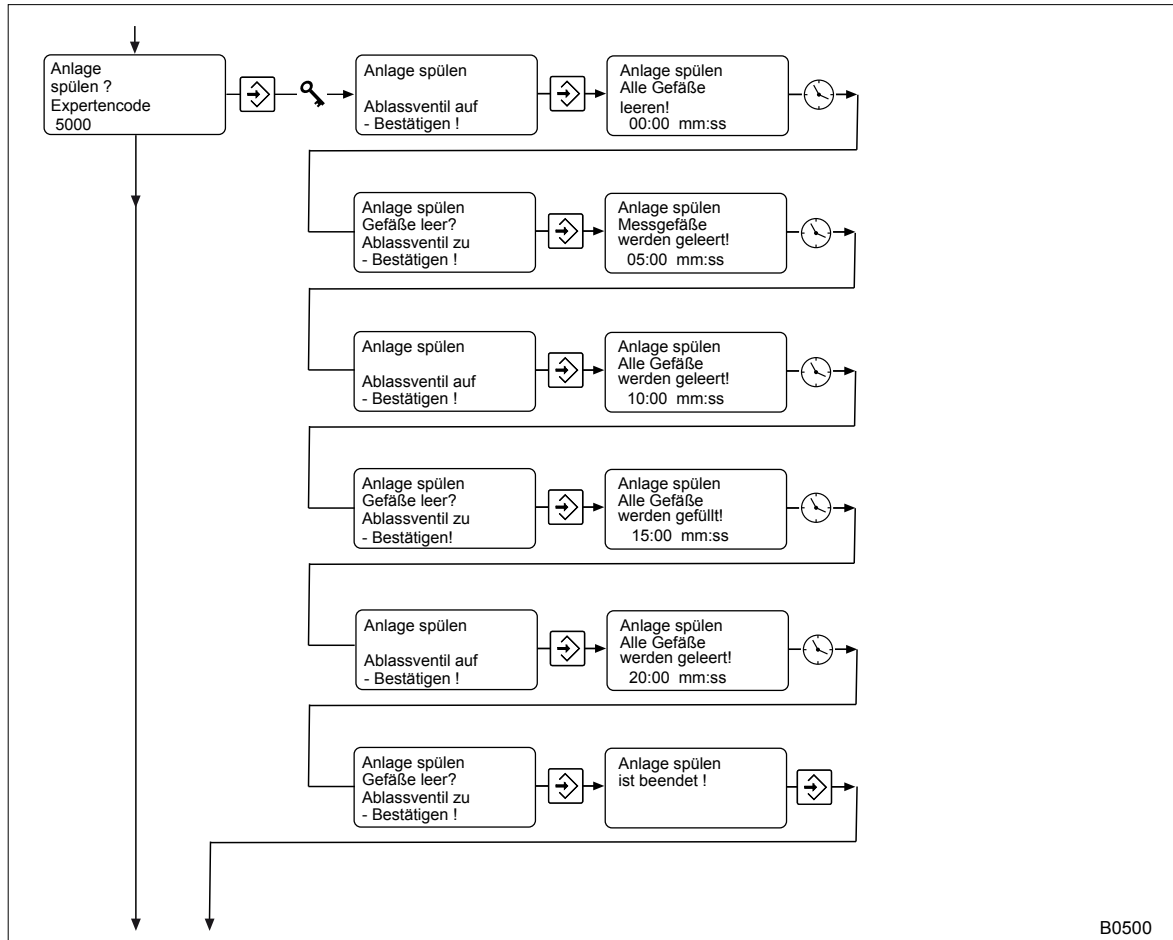 Anlage
spülen ?
Expertencode
5000
Anlage spülen
Ablassventil auf
- Bestätigen !
Anlage spülen
Alle Gefäße
leeren!
00:00 mm:ss
Anlage spülen
Gefäße leer?
Ablassventil zu
- Bestätigen !
Anlage spülen
Messgefäße
werden geleert!
05:00 mm:ss
Anlage spülen
Ablassventil auf
- Bestätigen !
Anlage spülen
Alle Gefäße
werden geleert!
10:00 mm:ss
Anlage spülen
Gefäße leer?
Ablassventil zu
- Bestätigen!
Anlage spülen
Alle Gefäße
werden gefüllt!
15:00 mm:ss
Anlage spülen
Ablassventil auf
- Bestätigen !
Anlage spülen
Alle Gefäße
werden geleert!
20:00 mm:ss
Anlage spülen
Gefäße leer?
Ablassventil zu
- Bestätigen !
Anlage spülen
ist beendet !
B0500